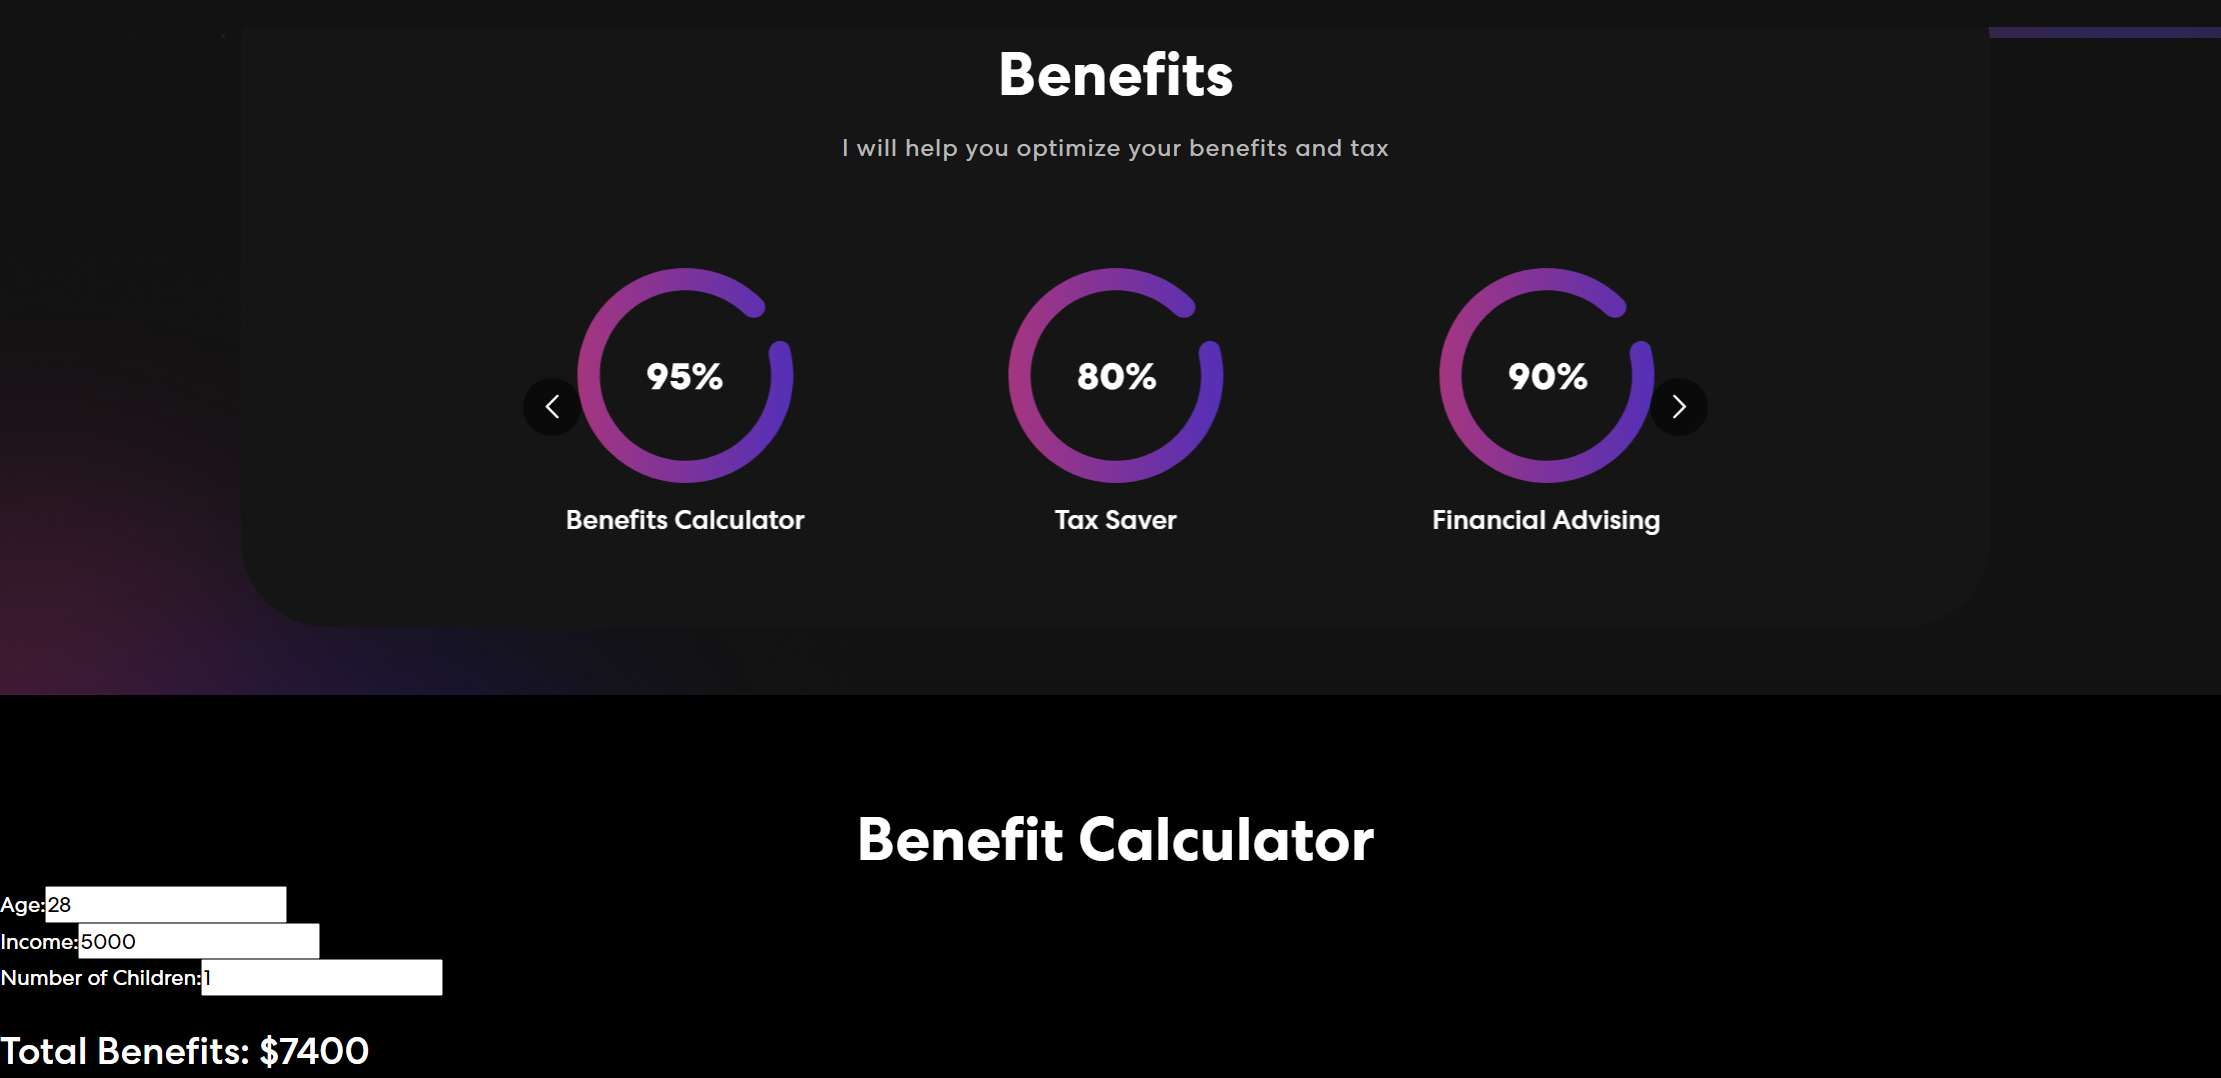 Benefits
I will help you optimize your benefits and tax
95% 80% 90%
Benefits Calculator Tax Saver Financial Advising
Benefit Calculator
Age:28
Income:5000
Number of Children:1
Total Benefits: $7400